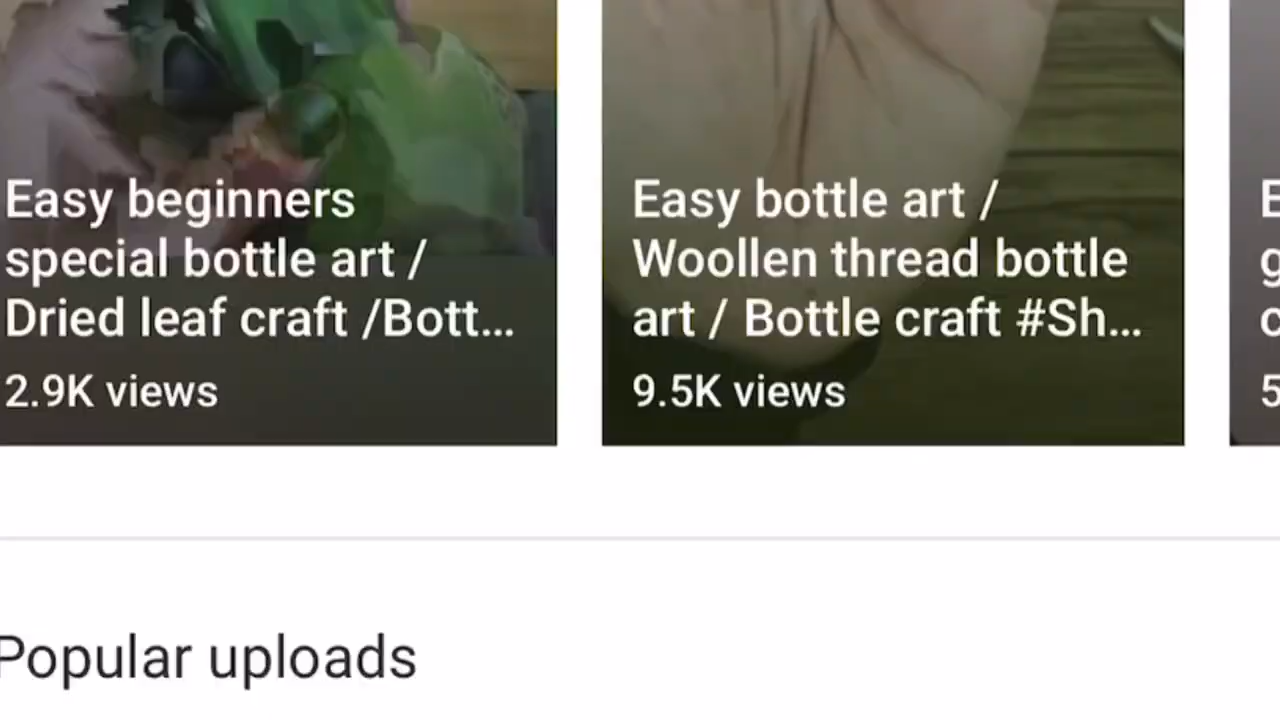 Easy beginners
special bottle art /
Dried leaf craft /Bott...
2.9K views
Easy bottle art /
Woollen thread bottle
art / Bottle craft #Sh...
9.5K views
Popular uploads